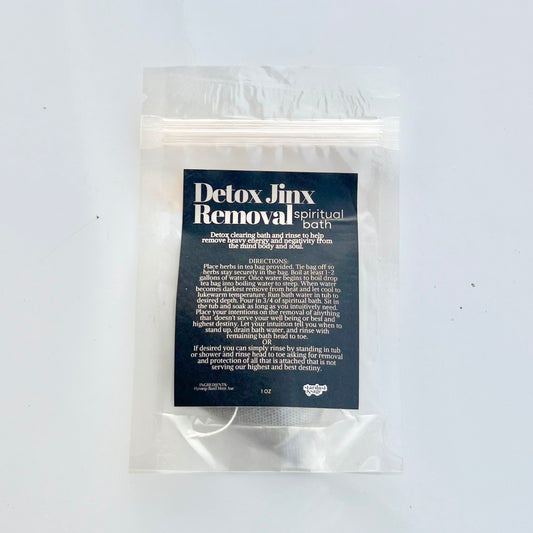 Detox Jinx
Removal spiritual
bath
Detox clearing bath and rinse to help
remove heavy energy and negativity from
the mind body and soul.
DIRECTIONS:
Place herbs in tea bag provided. Tie bag off so
herbs stay securely in the bag. Boil at least 1-2
gallons of water. Once water begins to boil drop
tea bag into boiling water to steep. When water
becomes darkest remove from heat and let cool to
lukewarm temperature. Run bath water in tub to
desired depth. Pour in 3/4 of spiritual bath. Sit in
the tub and soak as long as you intuitively need.
Place your intentions on the removal of anything
that doesn't serve your well being or best and
highest destiny. Let your intuition tell you when to
stand up, drain bath water, and rinse with
remaining bath head to toe.
OR
If desired you can simply rinse by standing in tub
or shower and rinse head to toe asking for removal
and protection of all that is attached that is not
serving our highest and best destiny.
INGREDIENTS:
1 OZ